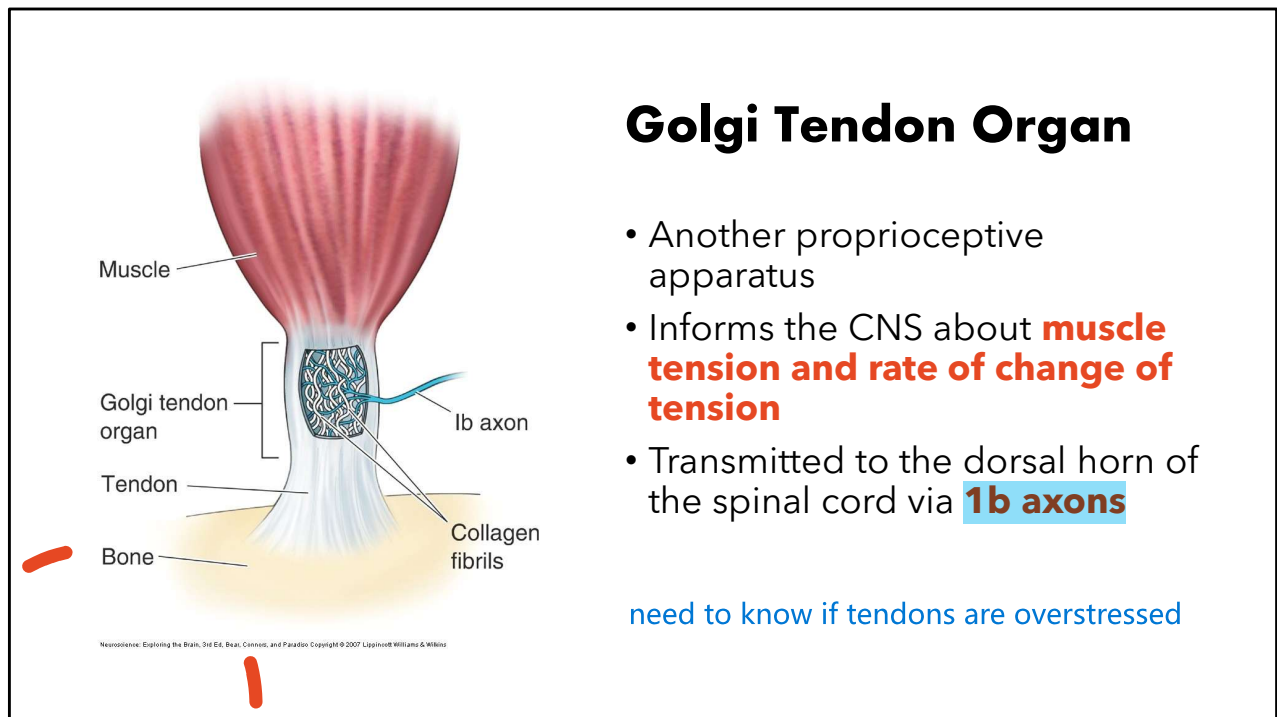 Golgi Tendon Organ
• Another proprioceptive
apparatus
• Informs the CNS about muscle
tension and rate of change of
tension
• Transmitted to the dorsal horn of
the spinal cord via 1b axons
need to know if tendons are overstressed
Muscle
Golgi tendon
organ
Ib axon
Tendon
Collagen
fibrils
Bone
Neuroscience: Exploring the Brain, 3rd Ed, Bear, Connors, and Paradiso Copyright © 2007 Lippincott Williams & Wilkins